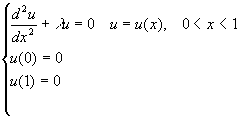 d²u/dx² + λu = 0 u = u(x), 0 < x < 1
u(0) = 0
u(1) = 0